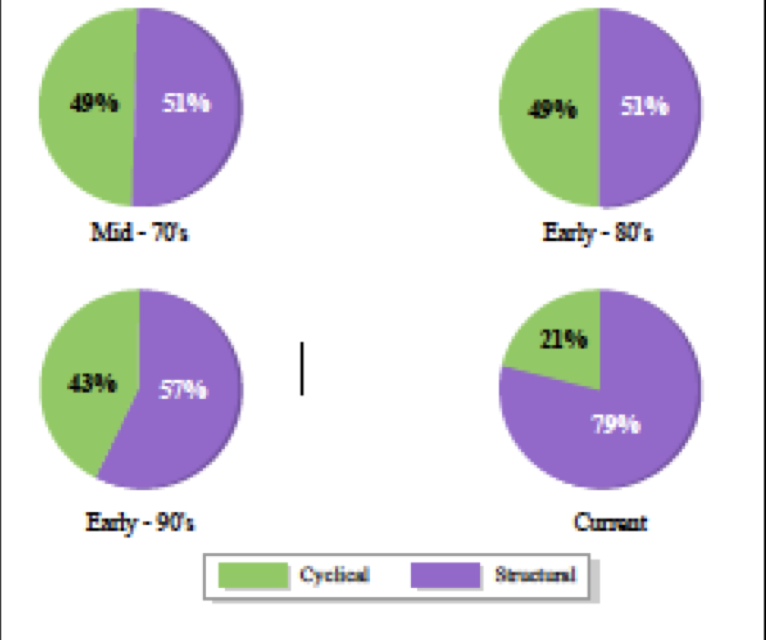 49% 51%
49% 51%
Mid - 70's
Early - 80's
43% 57%
21%
79%
Early - 90's
Current
Cyclical
Structural